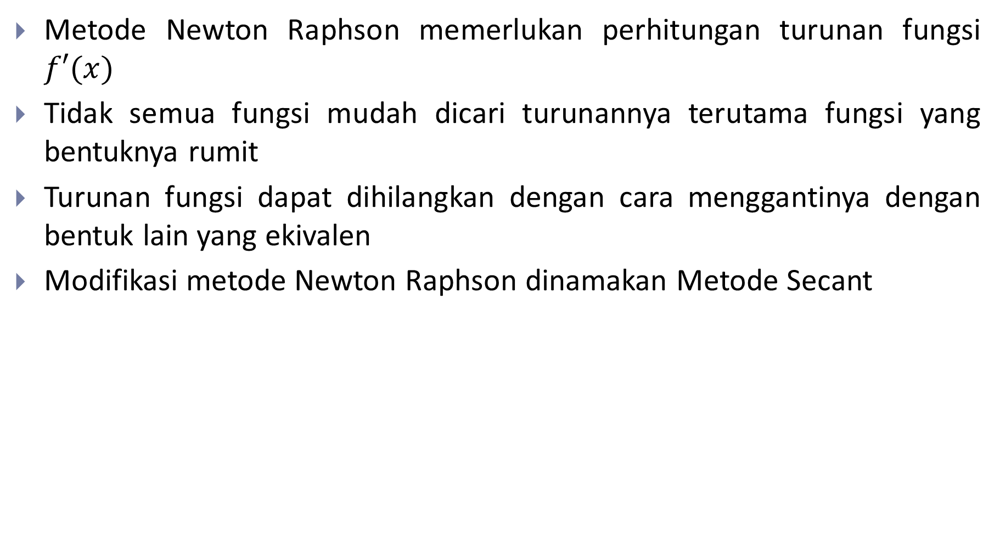 Metode Newton Raphson memerlukan perhitungan turunan fungsi
𝑓′(𝑥)
Tidak semua fungsi mudah dicari turunannya terutama fungsi yang
bentuknya rumit
Turunan fungsi dapat dihilangkan dengan cara menggantinya dengan
bentuk lain yang ekivalen
Modifikasi metode Newton Raphson dinamakan Metode Secant